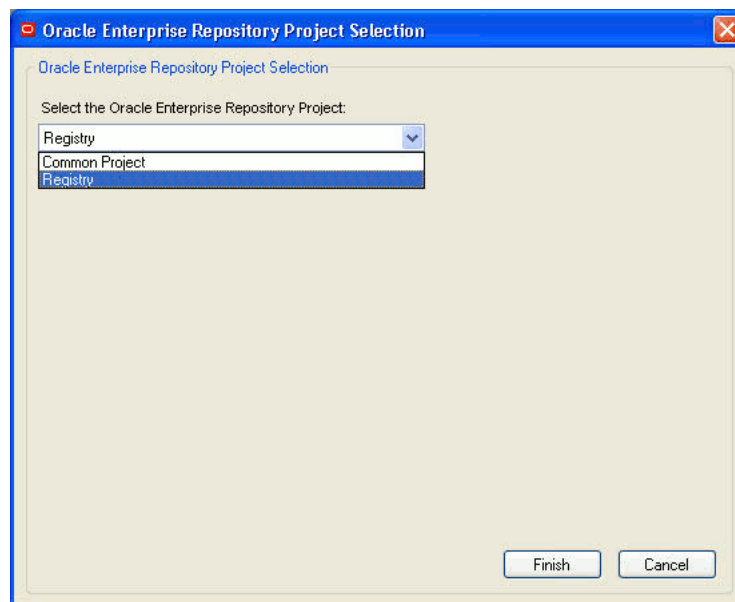 Oracle Enterprise Repository Project Selection
Oracle Enterprise Repository Project Selection
Select the Oracle Enterprise Repository Project:
Registry
Common Project
Registry
Finish Cancel